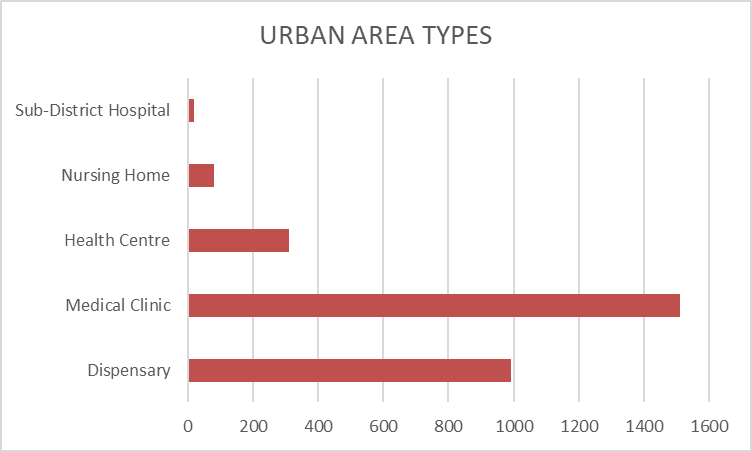 URBAN AREA TYPES
Sub-District Hospital
Nursing Home
Health Centre
Medical Clinic
Dispensary
0 200 400 600 800 1000 1200 1400 1600